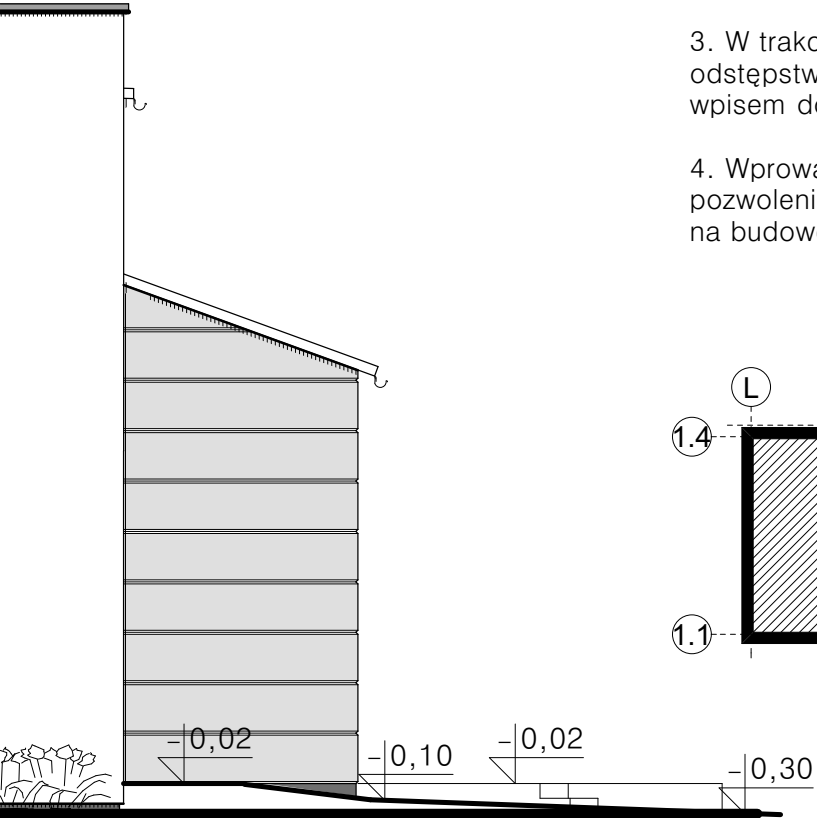 3. W trakc
odstępstw
wpisem do
4. Wprowa
pozwoleni
na budow
L
1.4
1.1
-0,02
-0,10
-0,02
-0,30